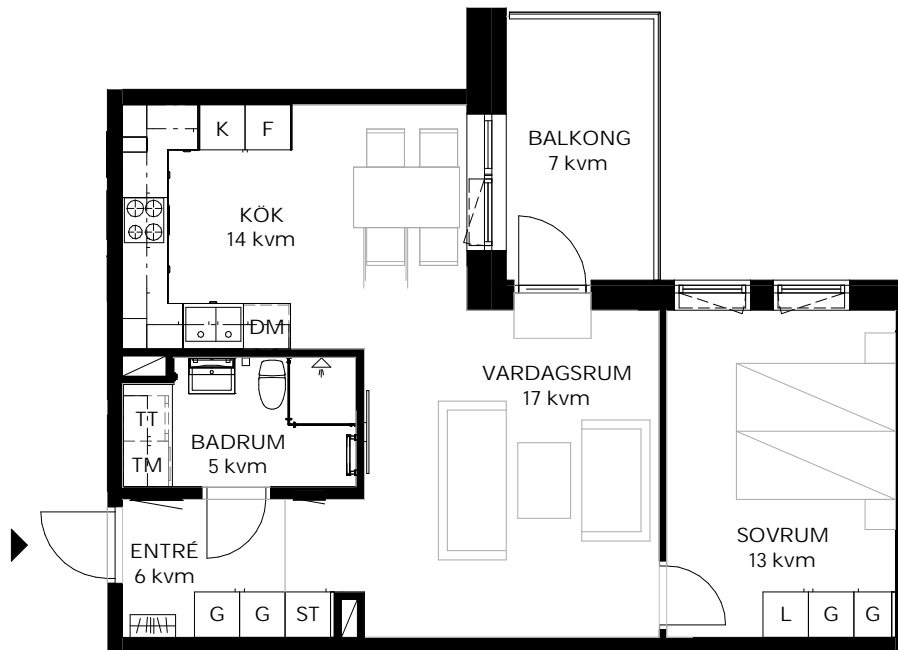 BALKONG
7 kvm
K
F
KÖK
14 kvm
DM
VARDAGSRUM
17 kvm
TT
TM
BADRUM
5 kvm
ENTRÉ
6 kvm
SOVRUM
13 kvm
G
G
ST
L
G
G